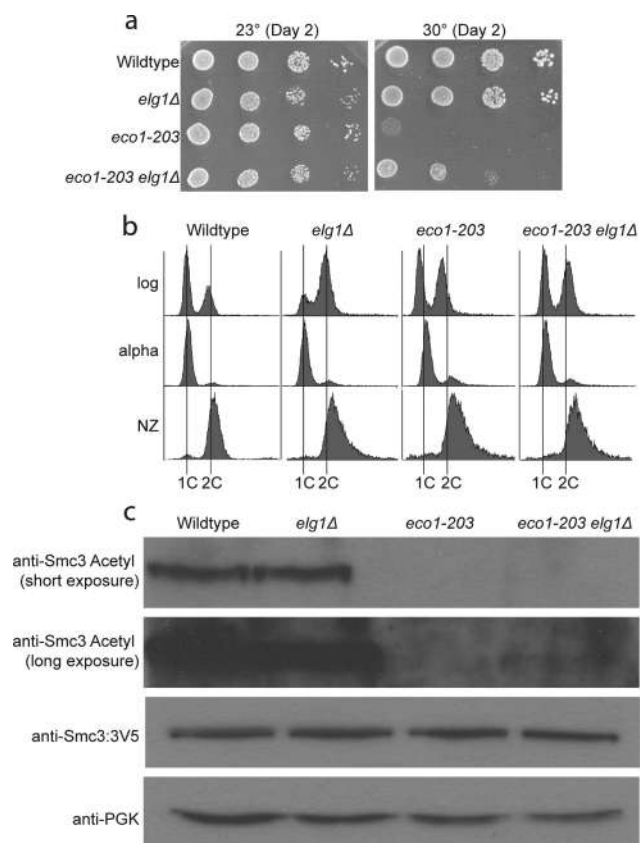 a
23° (Day 2)
30° (Day 2)
Wildtype
elg1Δ
eco1-203
eco1-203 elg1Δ
b
Wildtype
elg1Δ
eco1-203
eco1-203 elg1Δ
log
alpha
NZ
1C 2C
1C 2C
1C 2C
1C 2C
c
Wildtype
elg1Δ
eco1-203
eco1-203 elg1Δ
anti-Smc3 Acetyl
(short exposure)
anti-Smc3 Acetyl
(long exposure)
anti-Smc3:3V5
anti-PGK